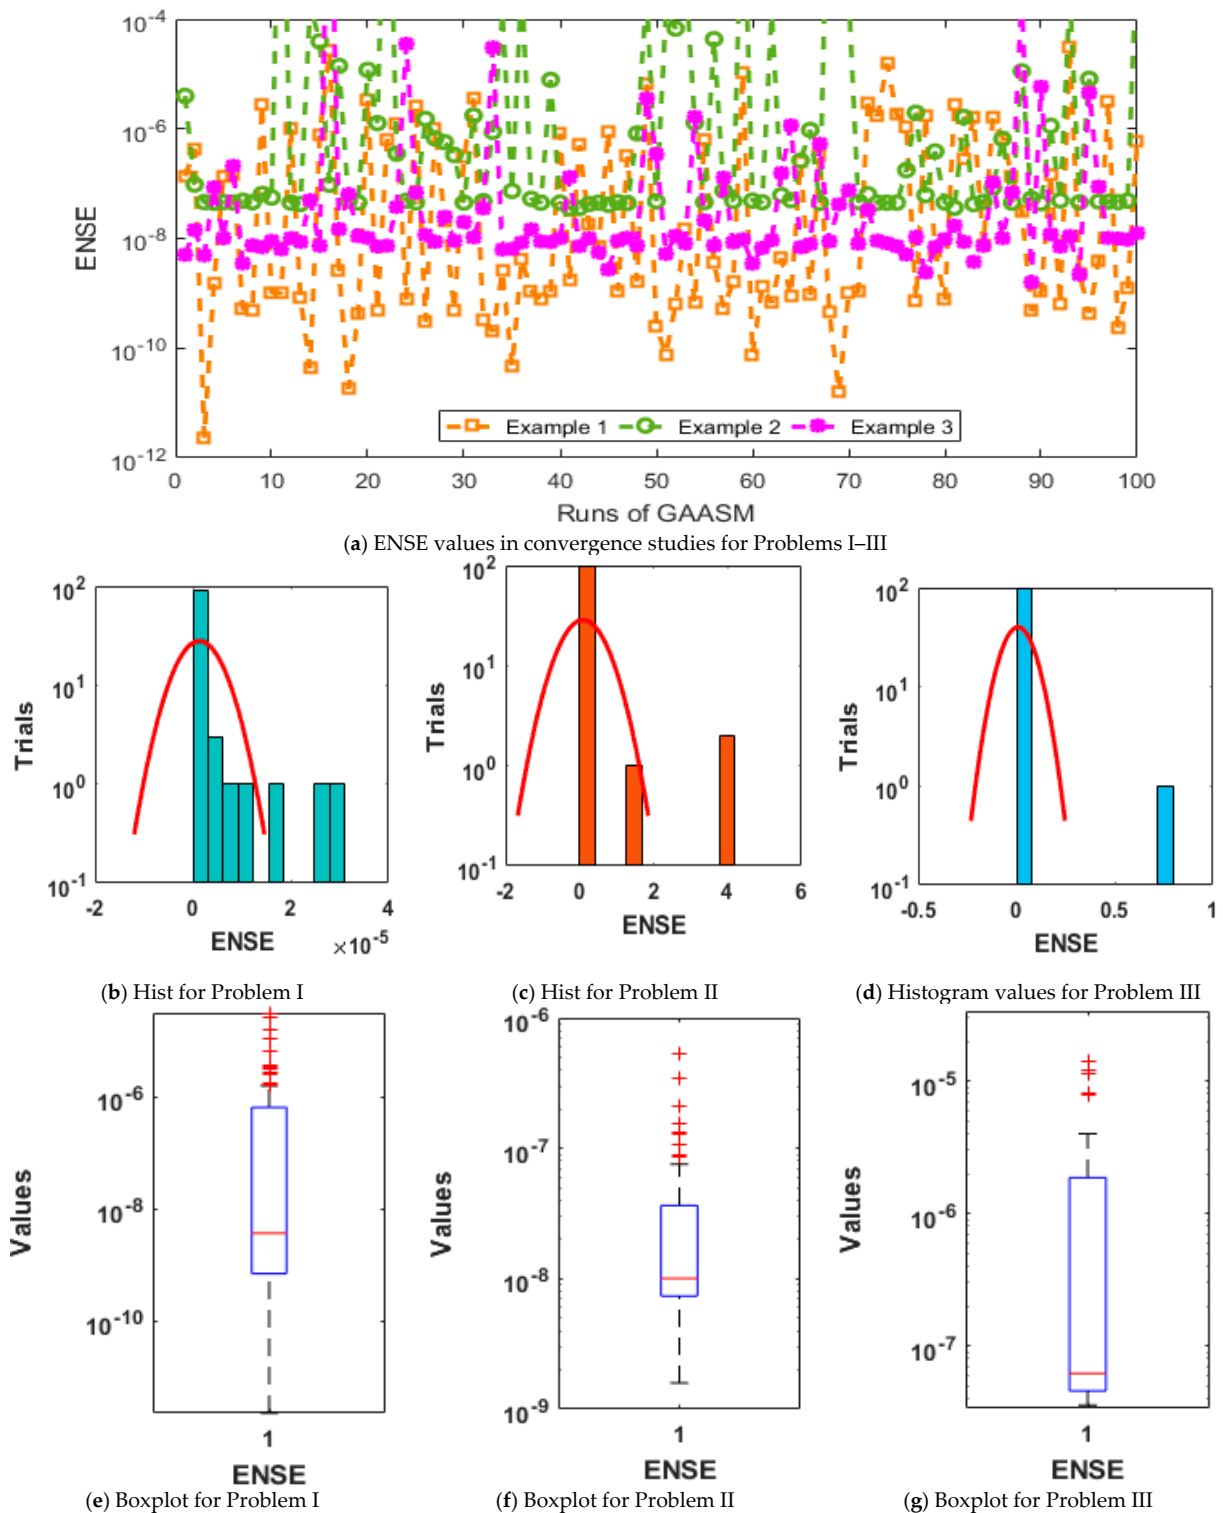 10^-4
10^-6
10^-8
10^-10
10^-12
ENSE
0 10 20 30 40 50 60 70 80 90 100
Example 1 Example 2 Example 3
Runs of GAASM
(a) ENSE values in convergence studies for Problems I–III
10^2
10^1
10^0
10^-1
Trials
-2 0 2 4
ENSE
×10^-5
(b) Hist for Problem I
10^2
10^1
10^0
10^-1
Trials
-2 0 2 4 6
ENSE
(c) Hist for Problem II
10^2
10^1
10^0
10^-1
Trials
-0.5 0 0.5 1
ENSE
(d) Histogram values for Problem III
10^-6
10^-8
10^-10
Values
1
ENSE
(e) Boxplot for Problem I
10^-6
10^-7
10^-8
10^-9
Values
1
ENSE
(f) Boxplot for Problem II
10^-5
10^-6
10^-7
Values
1
ENSE
(g) Boxplot for Problem III